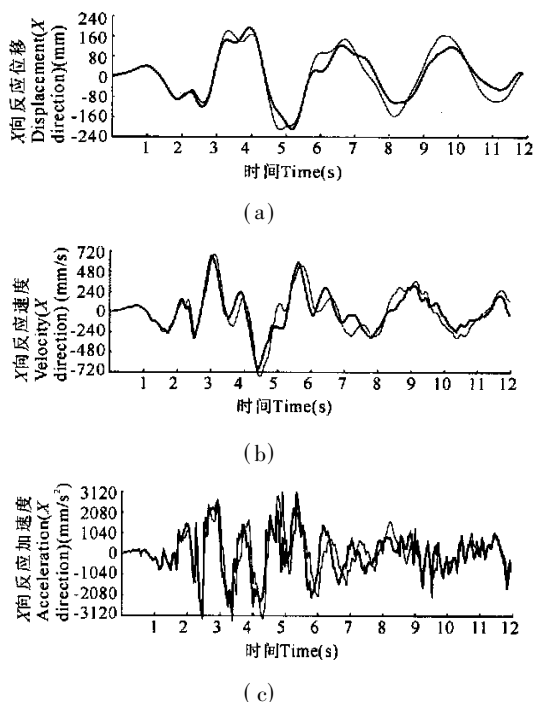 240
160
80
0
-80
-160
-240
X向反应位移
Displacement(X
direction)(mm)
1 2 3 4 5 6 7 8 9 10 11 12
时间Time(s)
(a)
720
480
240
0
-240
-480
-720
X向反应速度
Velocity(X
direction)(mm/s)
1 2 3 4 5 6 7 8 9 10 11 12
时间Time(s)
(b)
3120
2080
1040
0
-1040
-2080
-3120
X向反应加速度
Acceleration(X
direction)(mm/s²)
1 2 3 4 5 6 7 8 9 10 11 12
时间Time(s)
(c)